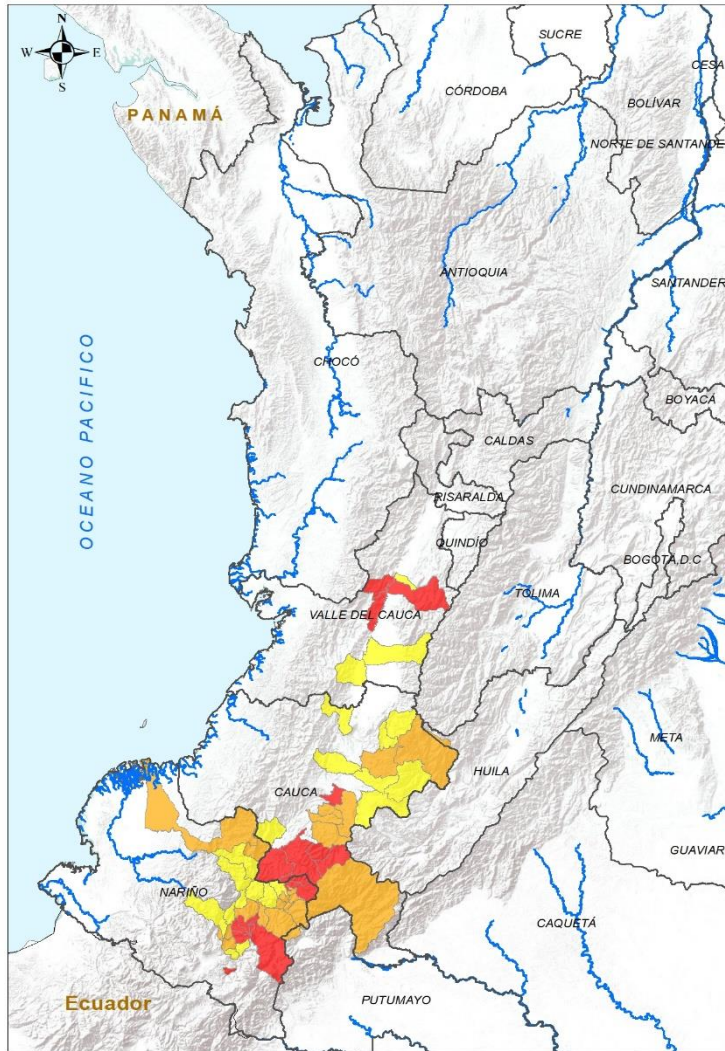 N
W E
S
SUCRE
CESA
CÓRDOBA
BOLÍVAR
PANAMÁ
NORTE DE SANTANDE
ANTIOQUIA
SANTANDER
OCEANO PACIFICO
CHOCÓ
BOYACÁ
CALDAS
CUNDINAMARCA
RISARALDA
QUINDÍO
BOGOTÁ,D.C
TOLIMA
VALLE DEL CAUCA
META
HUILA
CAUCA
GUAVIAR
NARIÑO
CAQUETÁ
Ecuador
PUTUMAYO